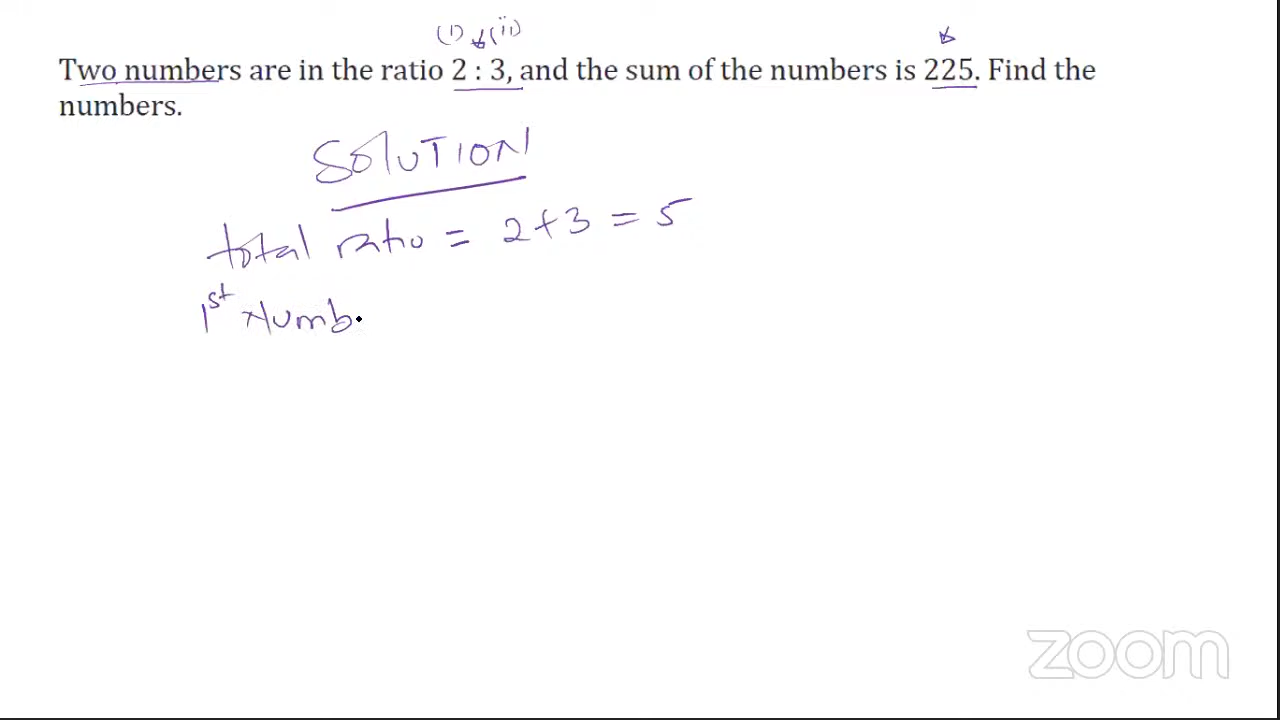 (i) (ii)
Two numbers are in the ratio 2 : 3, and the sum of the numbers is 225. Find the
numbers.
SOLUTION
total ratio = 2+3 = 5
1st Numb
zoom